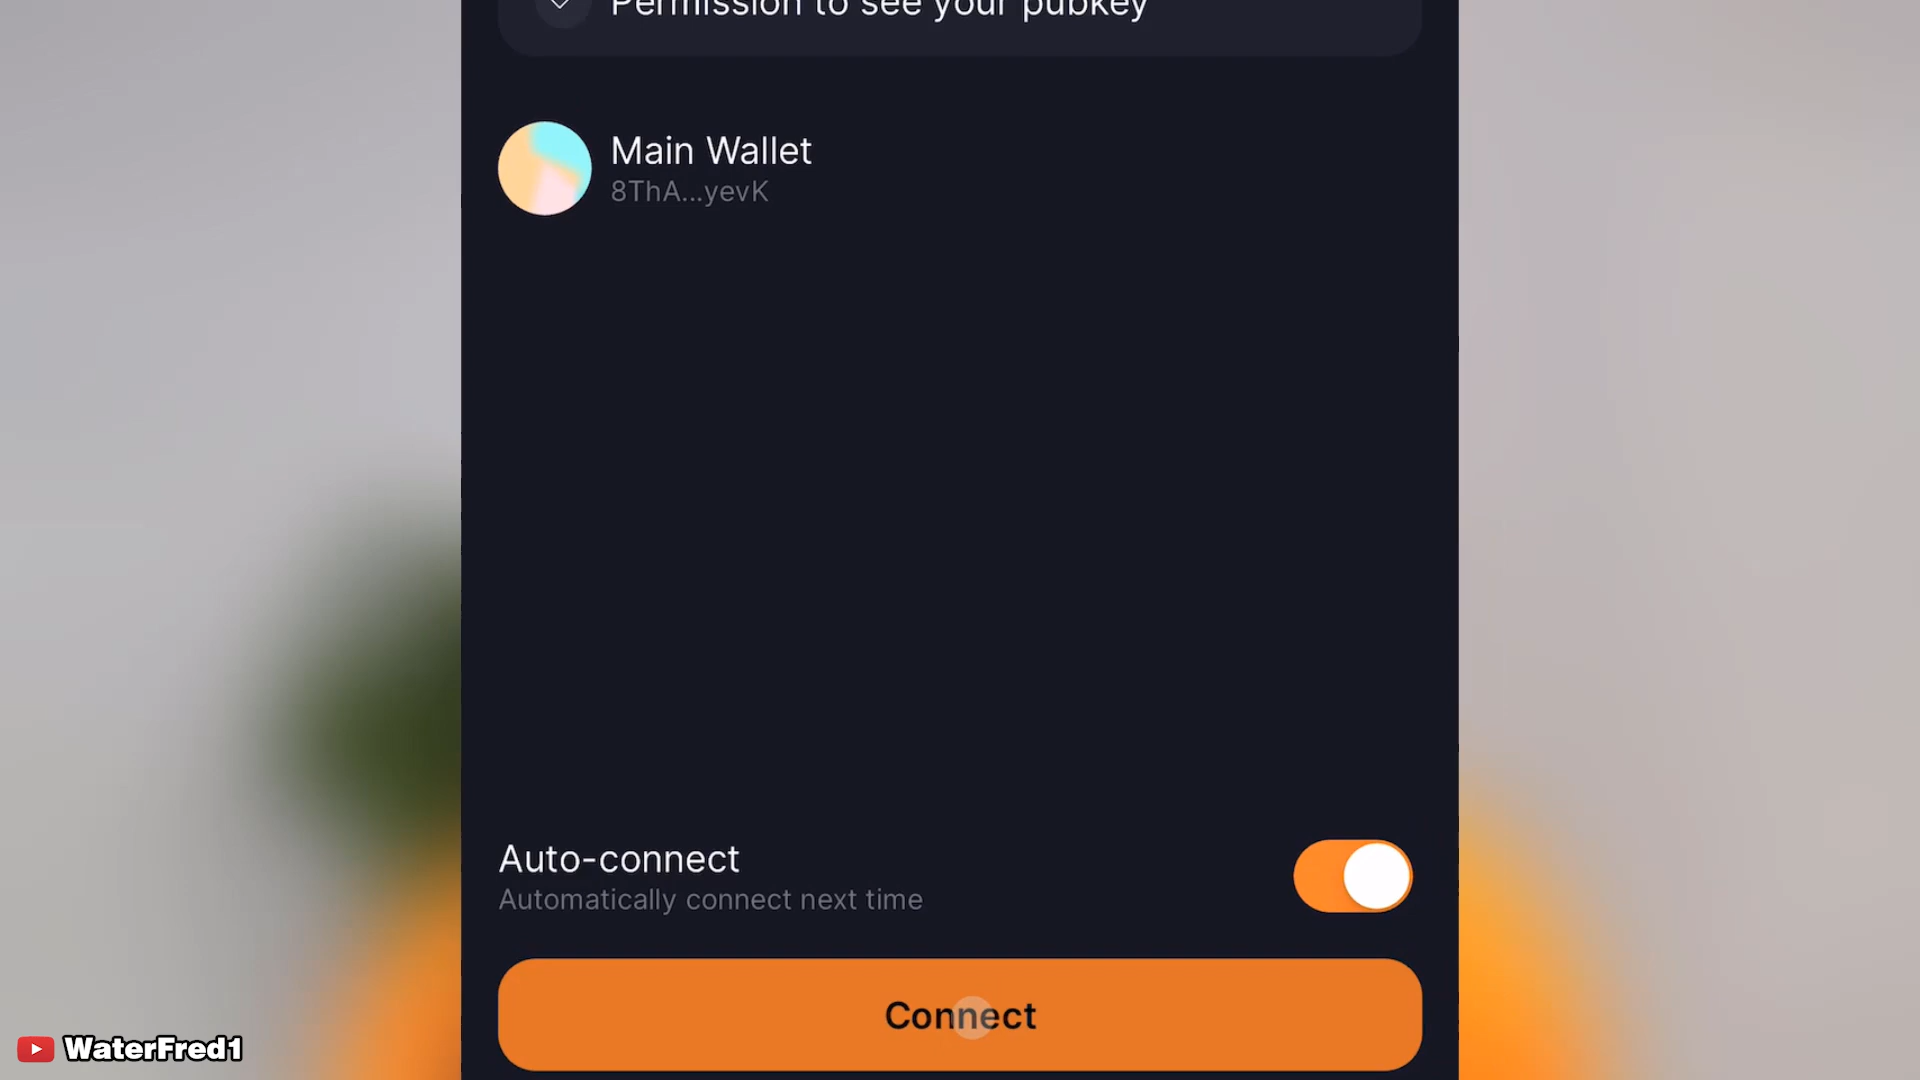 Permission to see your pubkey
Main Wallet
8ThA...yevK
Auto-connect
Automatically connect next time
Connect
WaterFred1